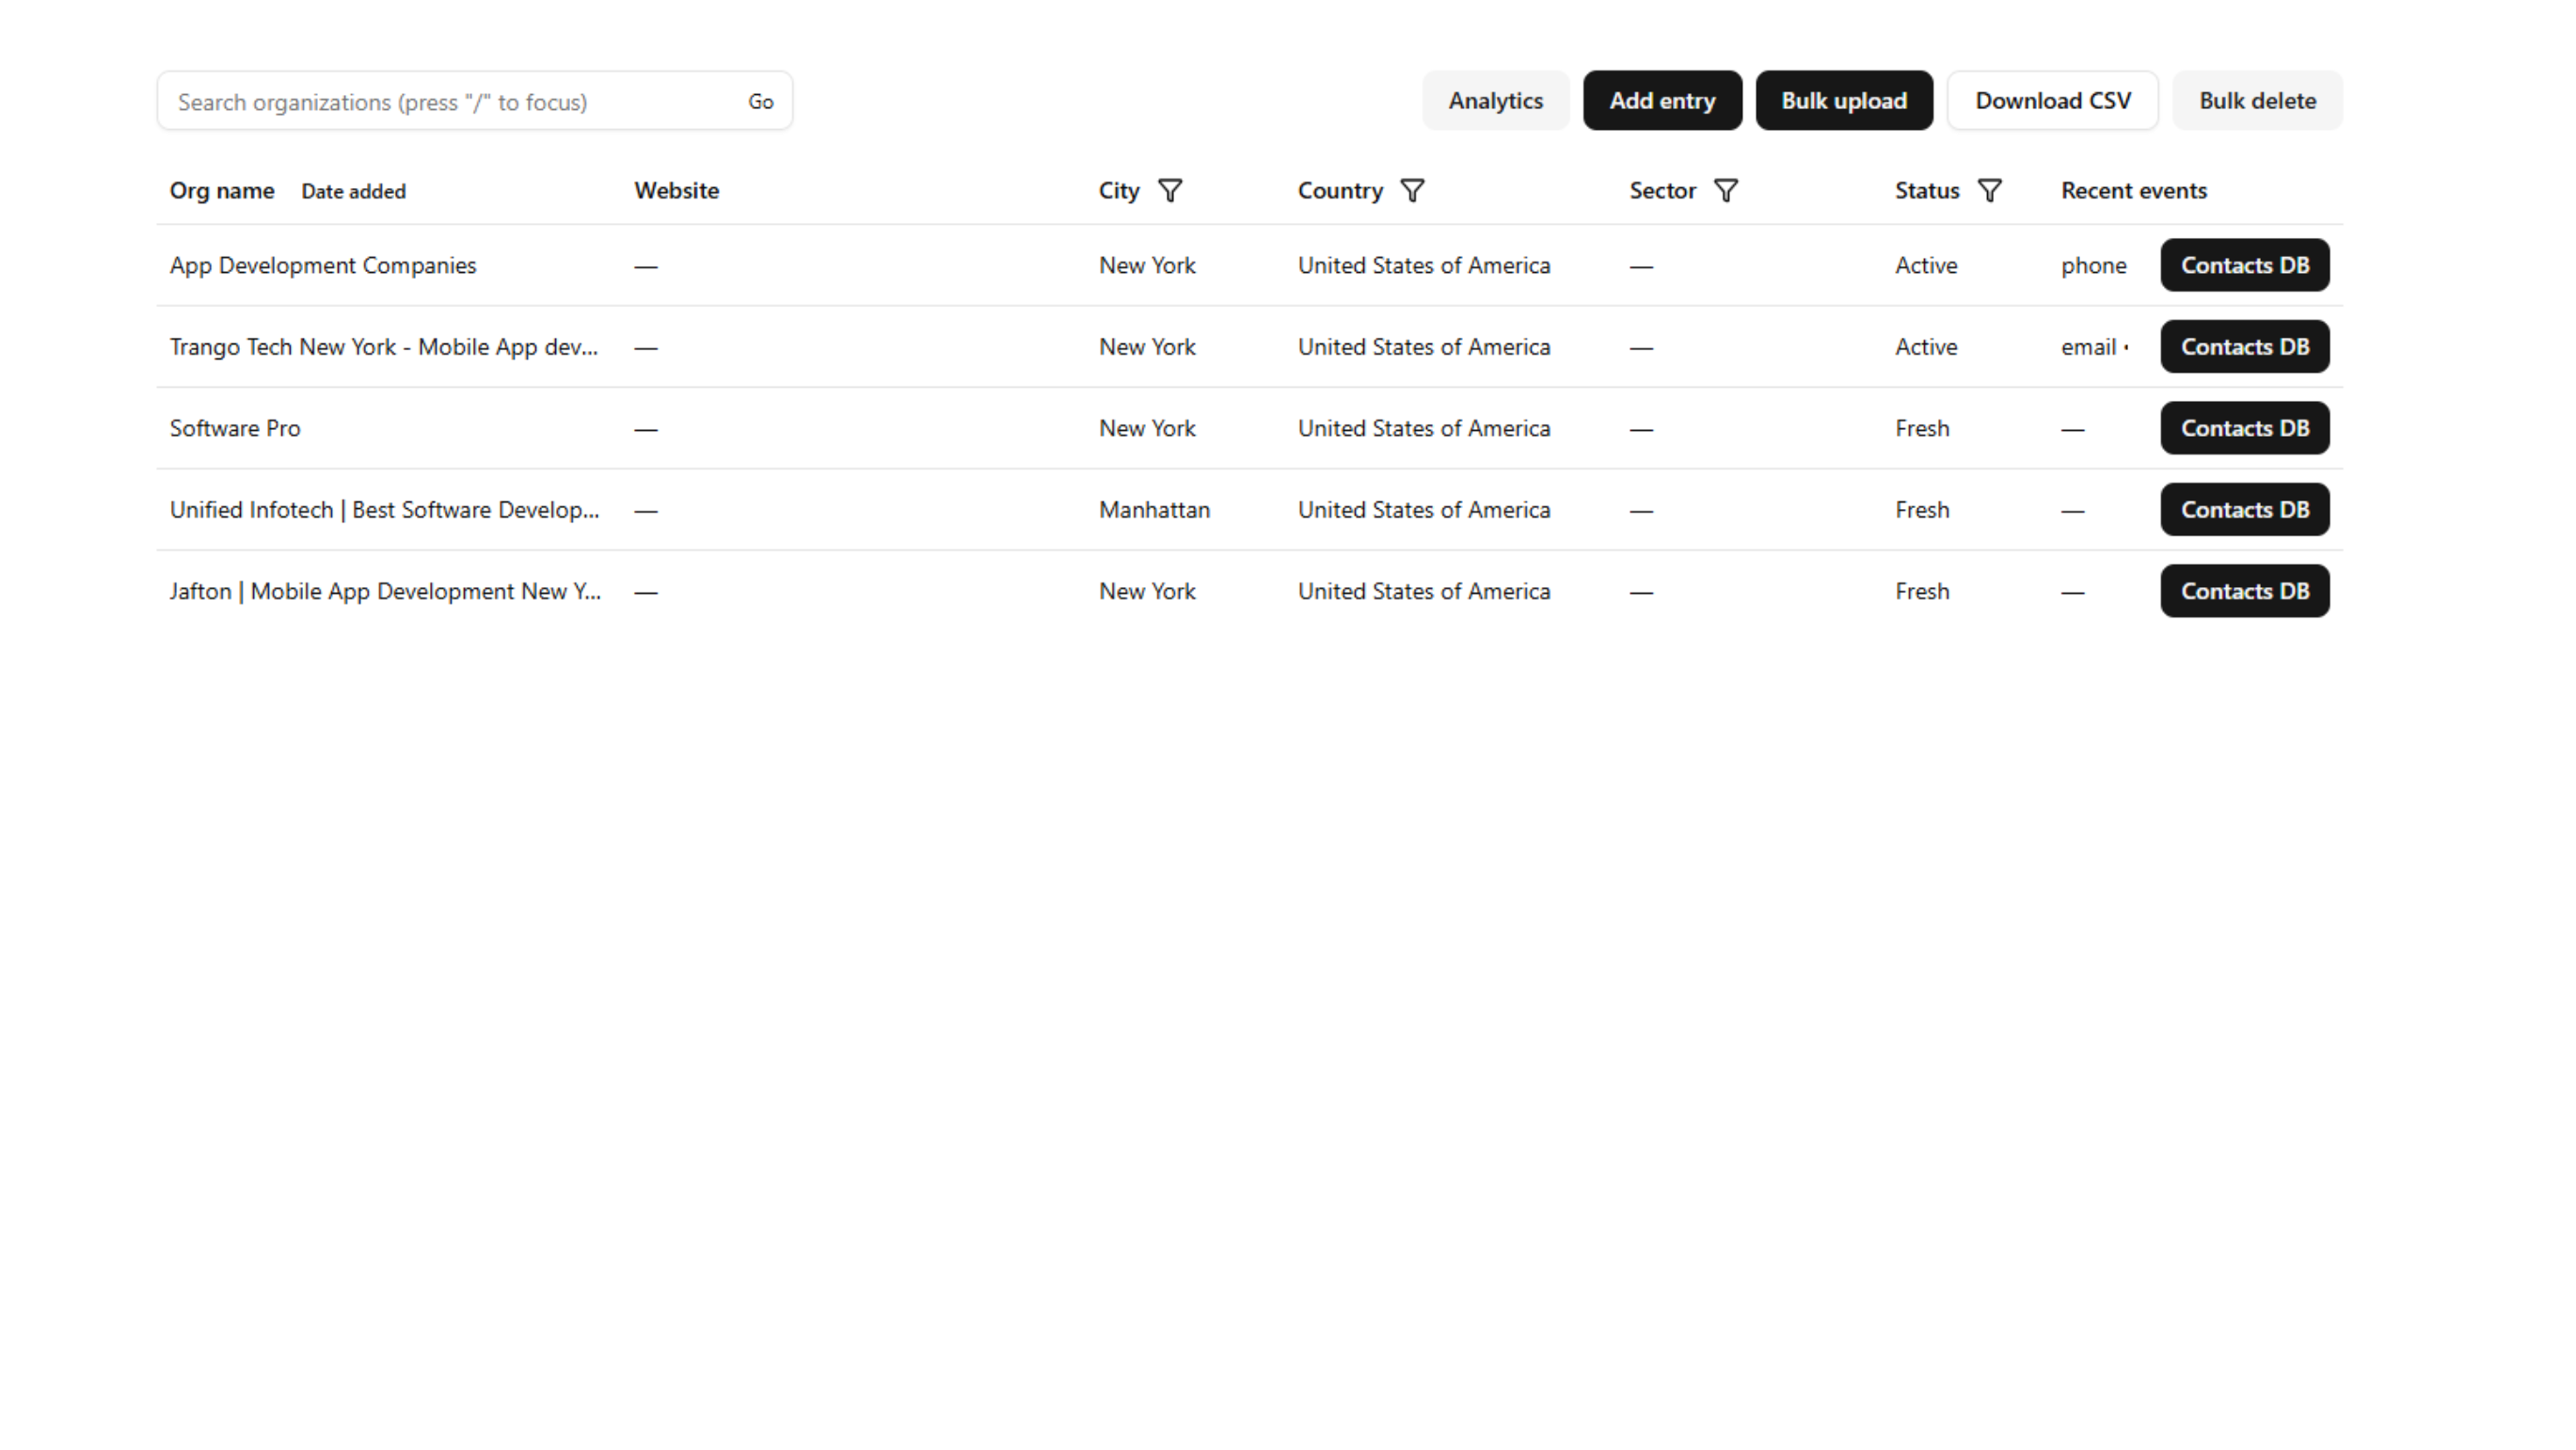 Search organizations (press "/" to focus) Go Analytics Add entry Bulk upload Download CSV Bulk delete
Org name Date added Website City Country Sector Status Recent events
App Development Companies — New York United States of America — Active phone Contacts DB
Trango Tech New York - Mobile App dev... — New York United States of America — Active email • Contacts DB
Software Pro — New York United States of America — Fresh — Contacts DB
Unified Infotech | Best Software Develop... — Manhattan United States of America — Fresh — Contacts DB
Jafton | Mobile App Development New Y... — New York United States of America — Fresh — Contacts DB